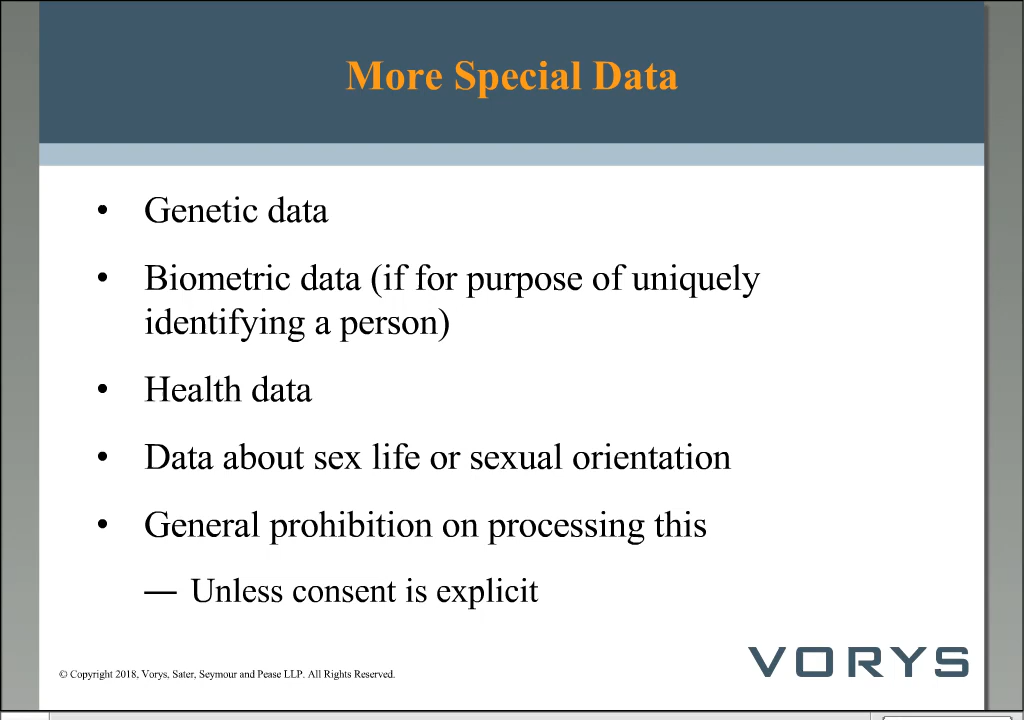 More Special Data
• Genetic data
• Biometric data (if for purpose of uniquely
identifying a person)
• Health data
• Data about sex life or sexual orientation
• General prohibition on processing this
— Unless consent is explicit
© Copyright 2018, Vorys, Sater, Seymour and Pease LLP. All Rights Reserved.
VORYS